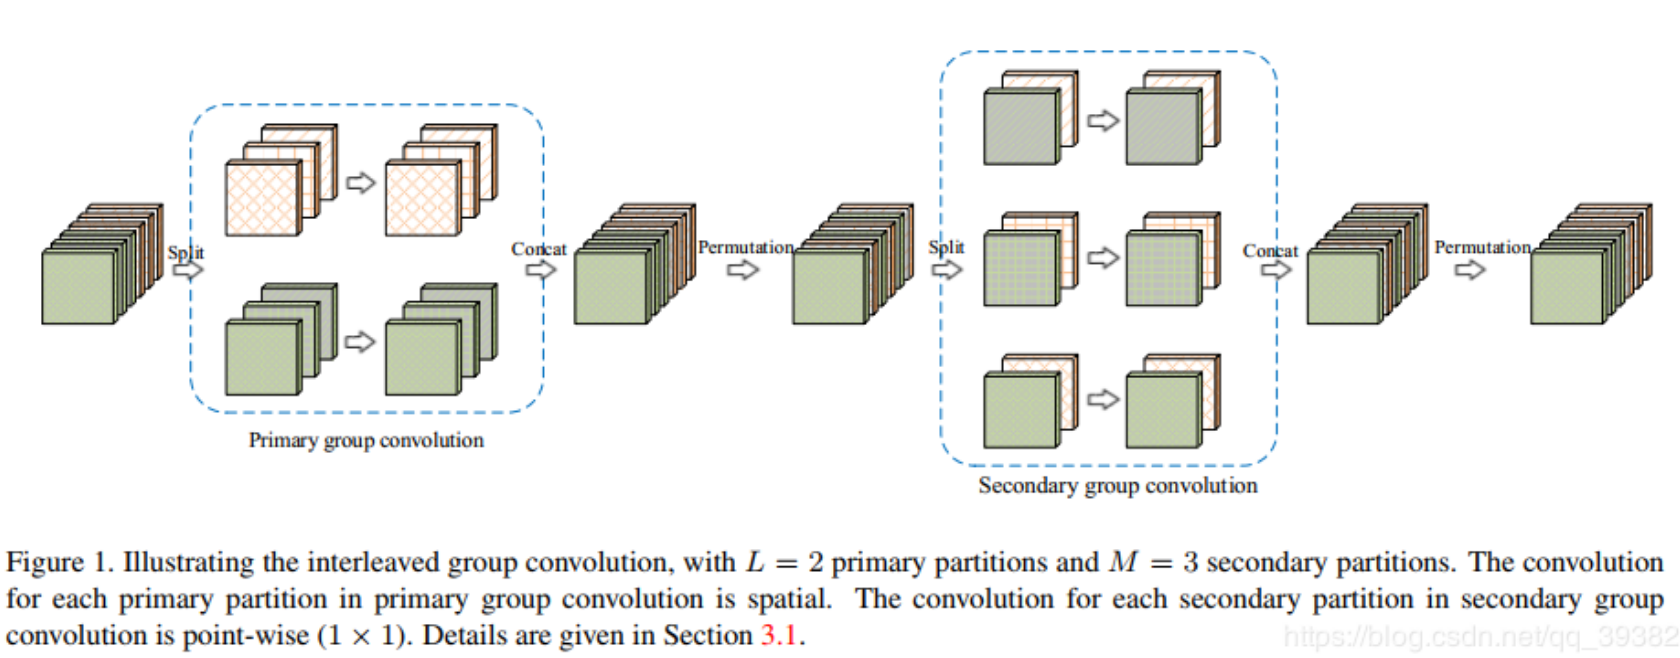 Split
Concat
Permutation
Split
Concat
Permutation
Primary group convolution
Secondary group convolution
Figure 1. Illustrating the interleaved group convolution, with L = 2 primary partitions and M = 3 secondary partitions. The convolution
for each primary partition in primary group convolution is spatial. The convolution for each secondary partition in secondary group
convolution is point-wise (1 × 1). Details are given in Section 3.1.
https://blog.csdn.net/qq_39382